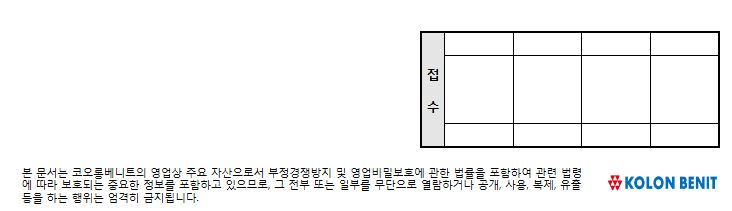 접
수
본 문서는 코오롱베니트의 영업상 주요 자산으로서 부정경쟁방지 및 영업비밀보호에 관한 법률을 포함하여 관련 법령
에 따라 보호되는 중요한 정보를 포함하고 있으므로, 그 전부 또는 일부를 무단으로 열람하거나 공개, 사용, 복제, 유출
등을 하는 행위는 엄격히 금지됩니다.
KOLON BENIT